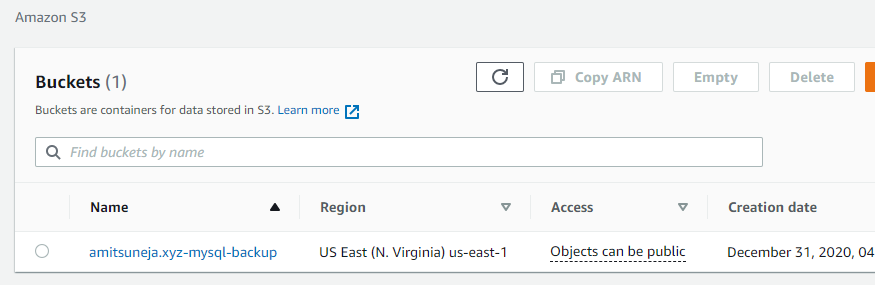 Amazon S3
Buckets (1)
Copy ARN
Empty
Delete
Buckets are containers for data stored in S3. Learn more
Find buckets by name
Name Region Access Creation date
amitsuneja.xyz-mysql-backup US East (N. Virginia) us-east-1 Objects can be public December 31, 2020, 04